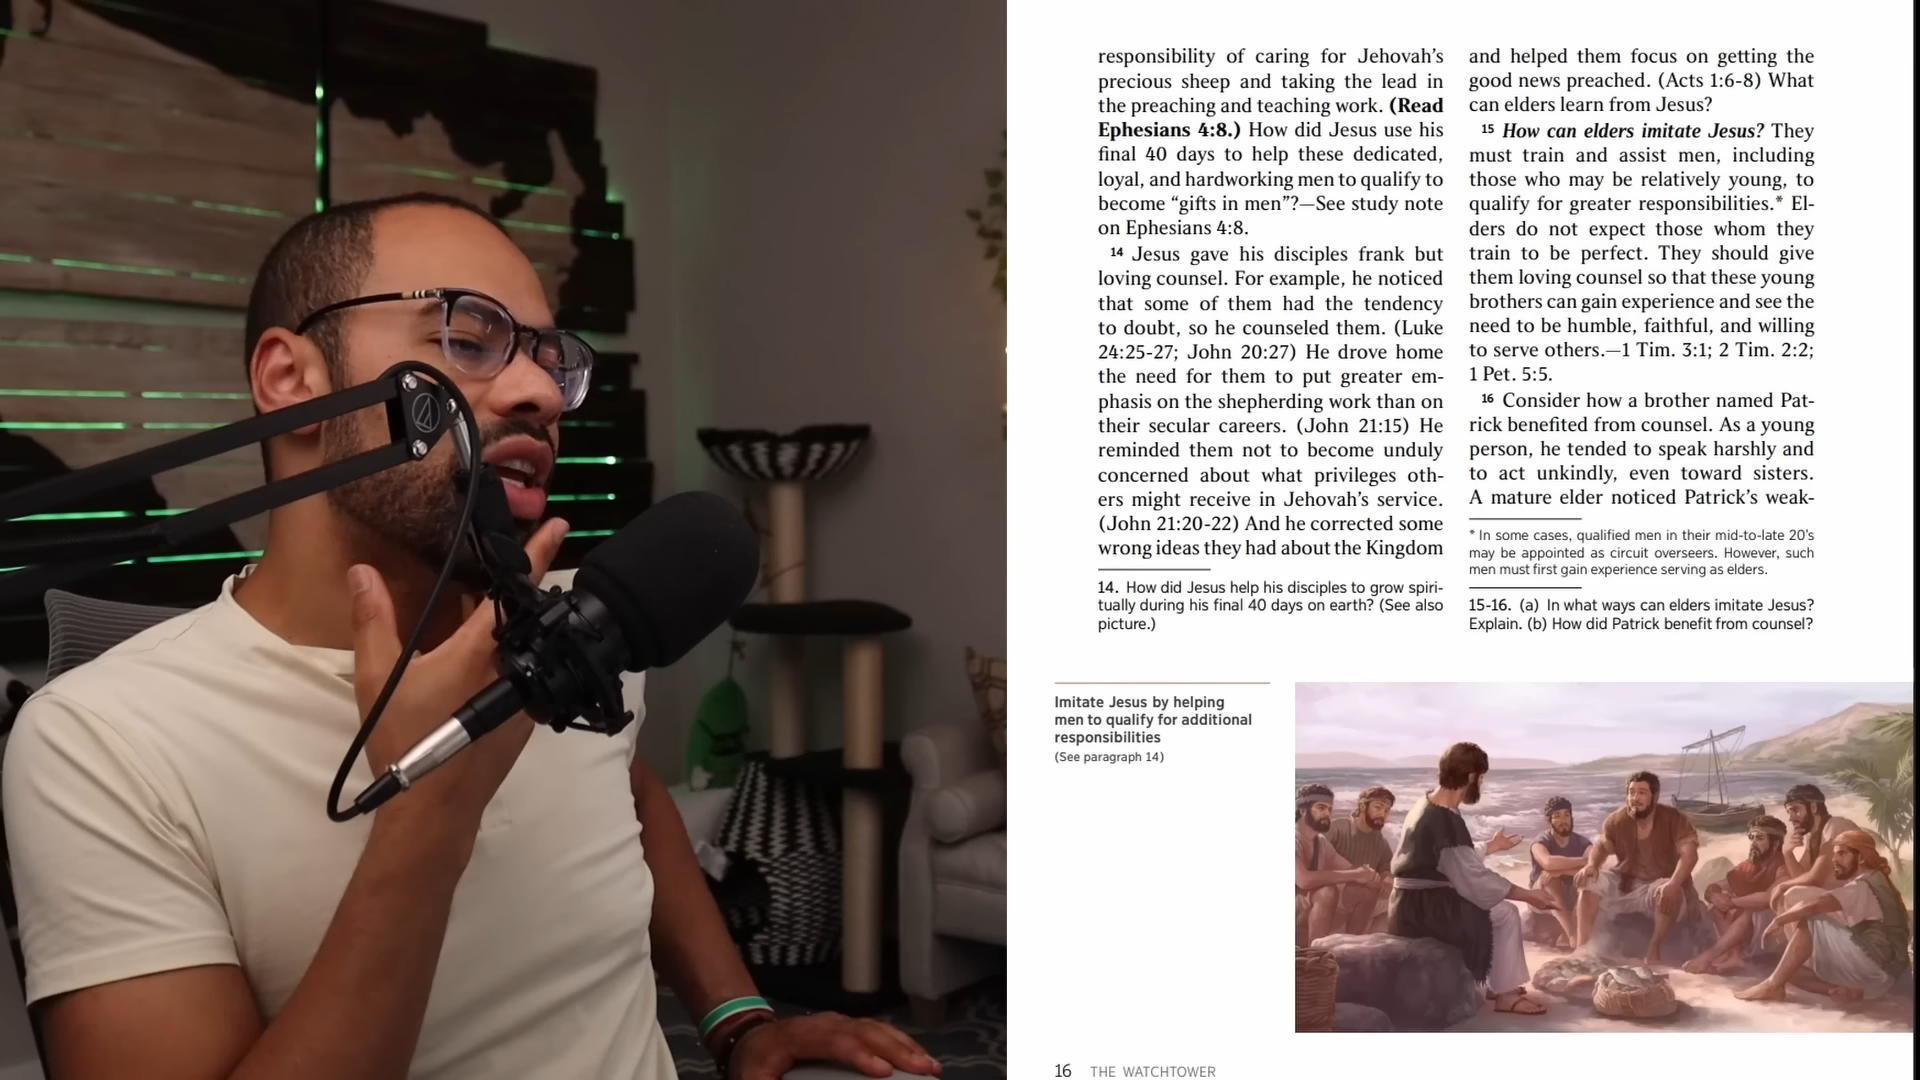 responsibility of caring for Jehovah’s
precious sheep and taking the lead in
the preaching and teaching work. (Read
Ephesians 4:8.) How did Jesus use his
final 40 days to help these dedicated,
loyal, and hardworking men to qualify to
become “gifts in men”?—See study note
on Ephesians 4:8.
14 Jesus gave his disciples frank but
loving counsel. For example, he noticed
that some of them had the tendency
to doubt, so he counseled them. (Luke
24:25-27; John 20:27) He drove home
the need for them to put greater em-
phasis on the shepherding work than on
their secular careers. (John 21:15) He
reminded them not to become unduly
concerned about what privileges oth-
ers might receive in Jehovah’s service.
(John 21:20-22) And he corrected some
wrong ideas they had about the Kingdom
14. How did Jesus help his disciples to grow spiri-
tually during his final 40 days on earth? (See also
picture.)
and helped them focus on getting the
good news preached. (Acts 1:6-8) What
can elders learn from Jesus?
15 How can elders imitate Jesus? They
must train and assist men, including
those who may be relatively young, to
qualify for greater responsibilities.* El-
ders do not expect those whom they
train to be perfect. They should give
them loving counsel so that these young
brothers can gain experience and see the
need to be humble, faithful, and willing
to serve others.—1 Tim. 3:1; 2 Tim. 2:2;
1 Pet. 5:5.
16 Consider how a brother named Pat-
rick benefited from counsel. As a young
person, he tended to speak harshly and
to act unkindly, even toward sisters.
A mature elder noticed Patrick’s weak-
* In some cases, qualified men in their mid-to-late 20’s
may be appointed as circuit overseers. However, such
men must first gain experience serving as elders.
15-16. (a) In what ways can elders imitate Jesus?
Explain. (b) How did Patrick benefit from counsel?
Imitate Jesus by helping
men to qualify for additional
responsibilities
(See paragraph 14)
16 THE WATCHTOWER